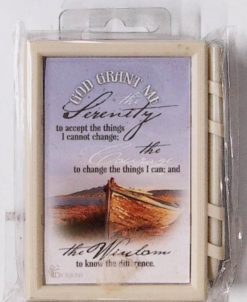 GOD GRANT ME
the
Serenity
to accept the things
I cannot change;
the
Courage
to change the things I can; and
the Wisdom
to know the difference.